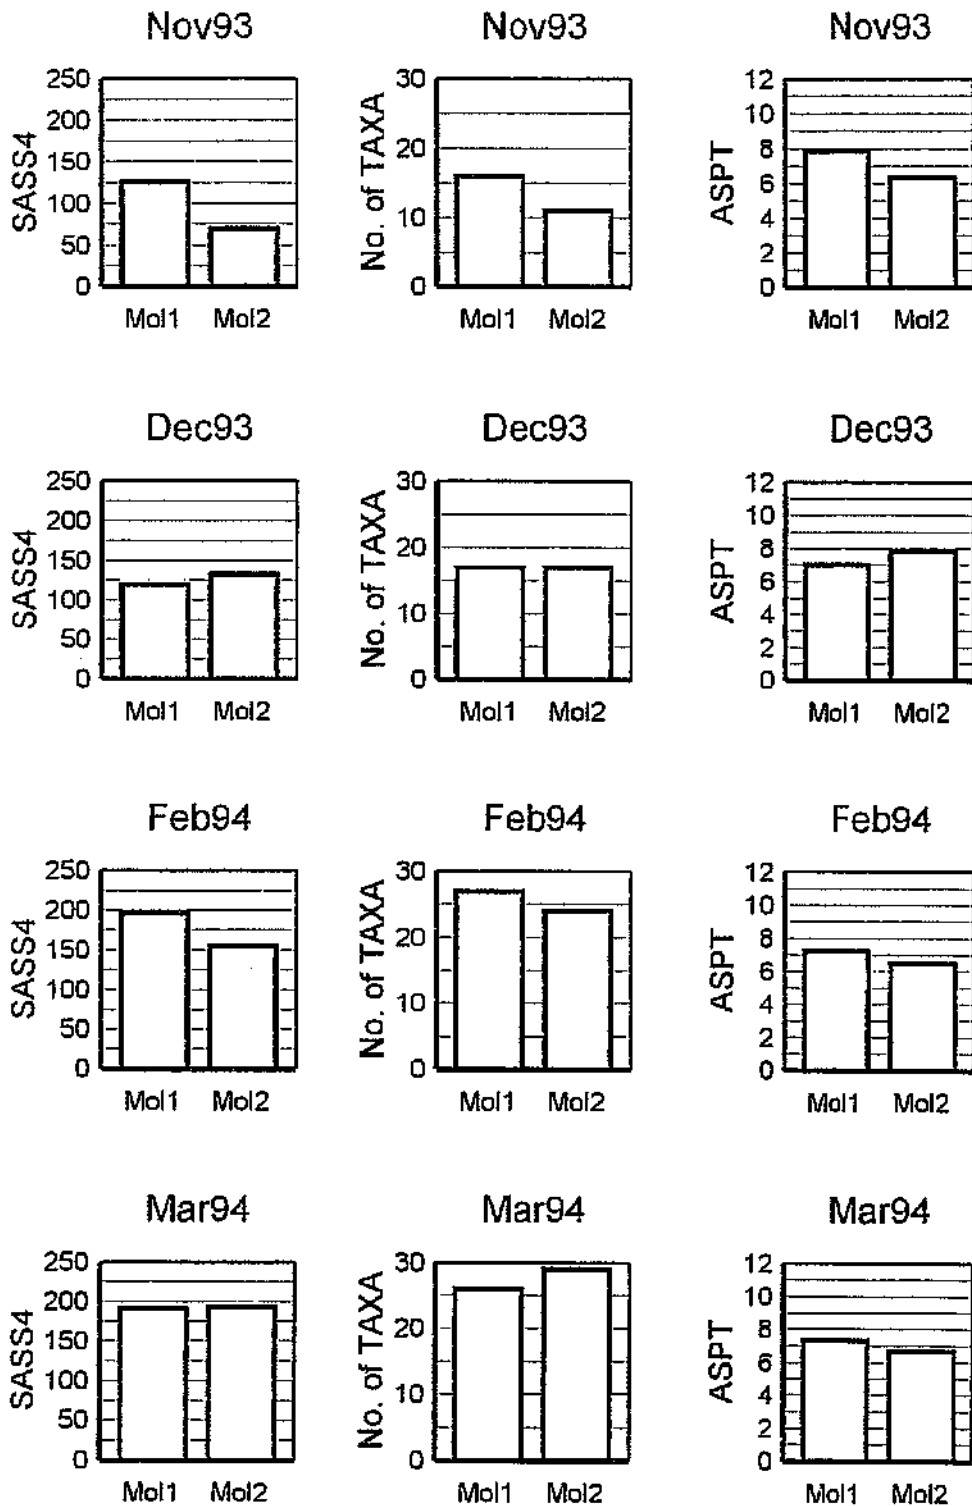 Nov93 Nov93 Nov93
SASS4
250
200
150
100
50
0
Mol1 Mol2
No. of TAXA
30
20
10
0
Mol1 Mol2
ASPT
12
10
8
6
4
2
0
Mol1 Mol2
Dec93 Dec93 Dec93
SASS4
250
200
150
100
50
0
Mol1 Mol2
No. of TAXA
30
20
10
0
Mol1 Mol2
ASPT
12
10
8
6
4
2
0
Mol1 Mol2
Feb94 Feb94 Feb94
SASS4
250
200
150
100
50
0
Mol1 Mol2
No. of TAXA
30
20
10
0
Mol1 Mol2
ASPT
12
10
8
6
4
2
0
Mol1 Mol2
Mar94 Mar94 Mar94
SASS4
250
200
150
100
50
0
Mol1 Mol2
No. of TAXA
30
20
10
0
Mol1 Mol2
ASPT
12
10
8
6
4
2
0
Mol1 Mol2